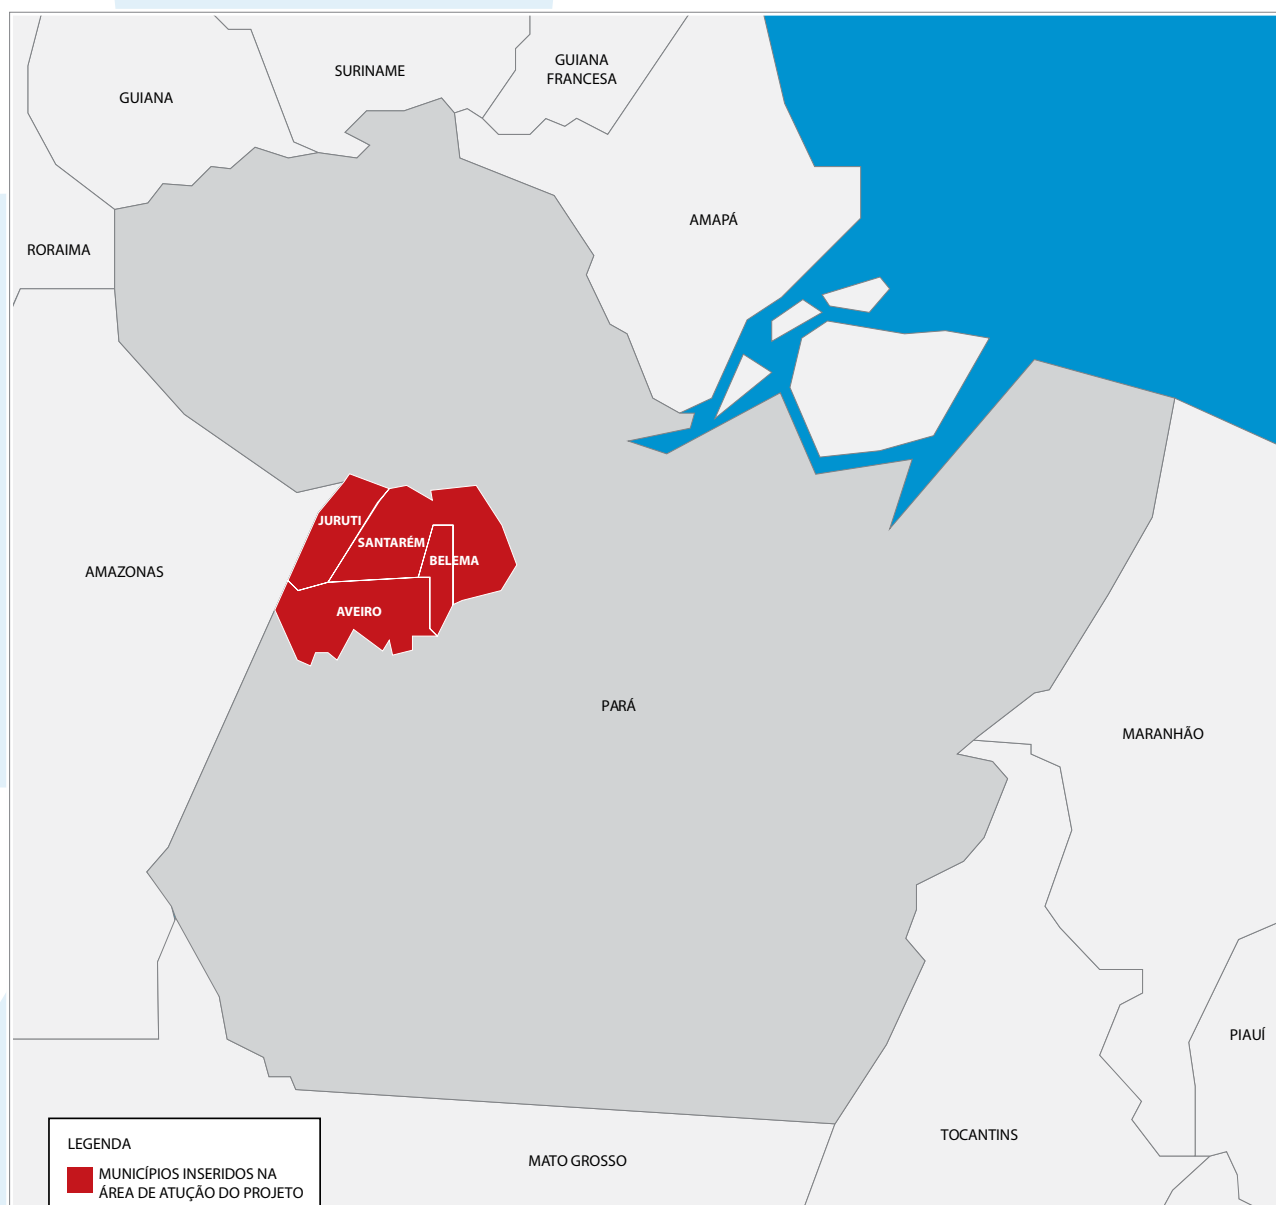 SURINAME
GUIANA
FRANCESA
GUIANA
AMAPÁ
RORAIMA
JURUTI
SANTARÉM
BELEMA
AMAZONAS
AVEIRO
PARÁ
MARANHÃO
PIAUÍ
TOCANTINS
MATO GROSSO
LEGENDA
MUNICÍPIOS INSERIDOS NA
ÁREA DE ATUÇÃO DO PROJETO